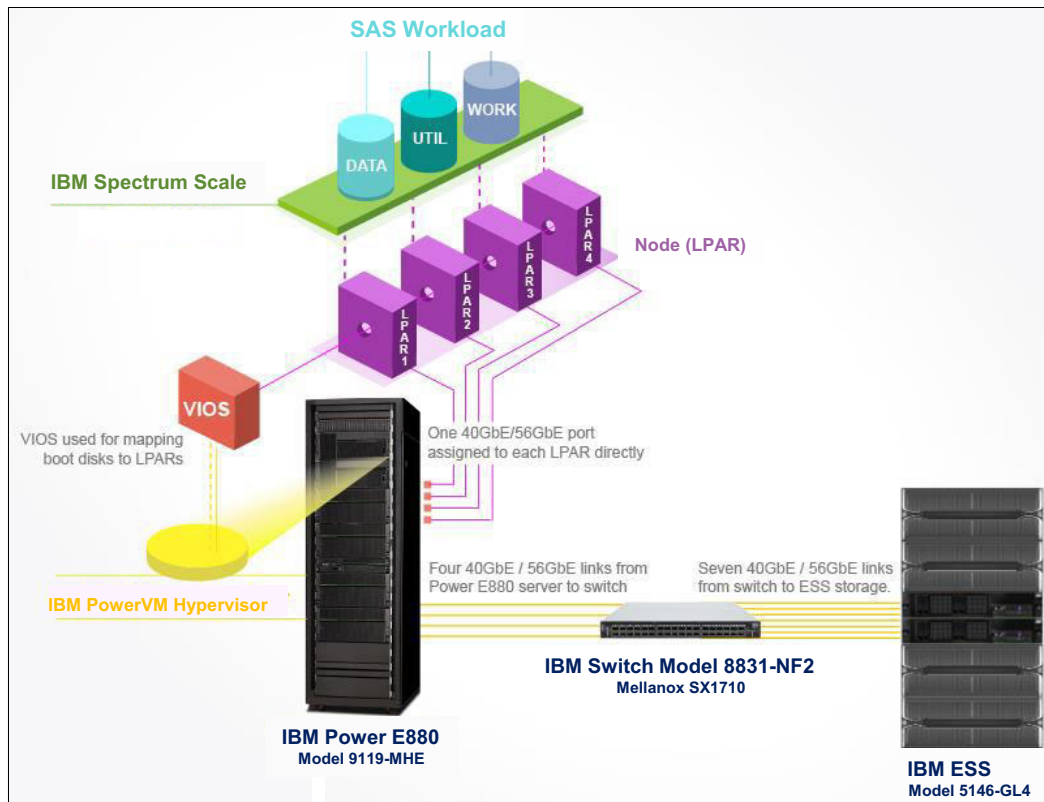 SAS Workload
WORK
UTIL
DATA
IBM Spectrum Scale
LPAR4
LPAR3
LPAR2
LPAR1
Node (LPAR)
VIOS
VIOS used for mapping
boot disks to LPARs
One 40GbE/56GbE port
assigned to each LPAR directly
IBM PowerVM Hypervisor
Four 40GbE / 56GbE links from
Power E880 server to switch
Seven 40GbE / 56GbE links
from switch to ESS storage.
IBM Switch Model 8831-NF2
Mellanox SX1710
IBM Power E880
Model 9119-MHE
IBM ESS
Model 5146-GL4